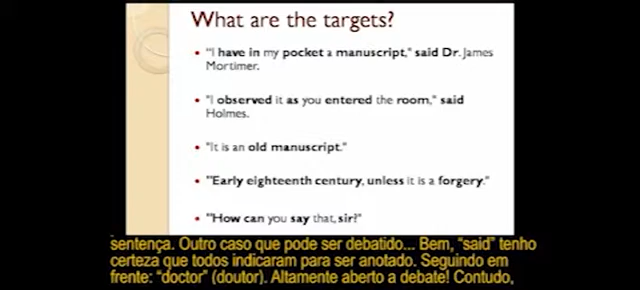 What are the targets?
"I have in my pocket a manuscript," said Dr. James
Mortimer.
"I observed it as you entered the room," said
Holmes.
"It is an old manuscript."
"Early eighteenth century, unless it is a forgery."
"How can you say that, sir?"
sentença. Outro caso que pode ser debatido... Bem, "said" tenho
certeza que todos indicaram para ser anotado. Seguindo em
frente: "doctor" (doutor). Altamente aberto a debate! Contudo,